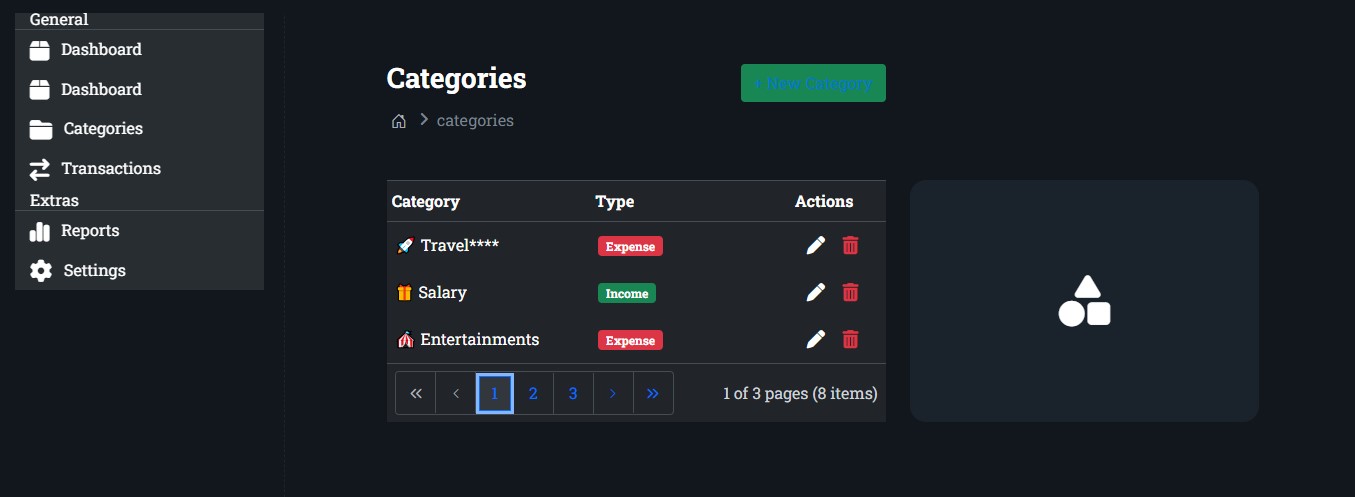 General
Dashboard
Dashboard
Categories
Transactions
Extras
Reports
Settings
Categories
+ New Category
categories
Category Type Actions
🚀 Travel**** Expense
🎁 Salary Income
🎪 Entertainments Expense
« ‹ 1 2 3 › » 1 of 3 pages (8 items)